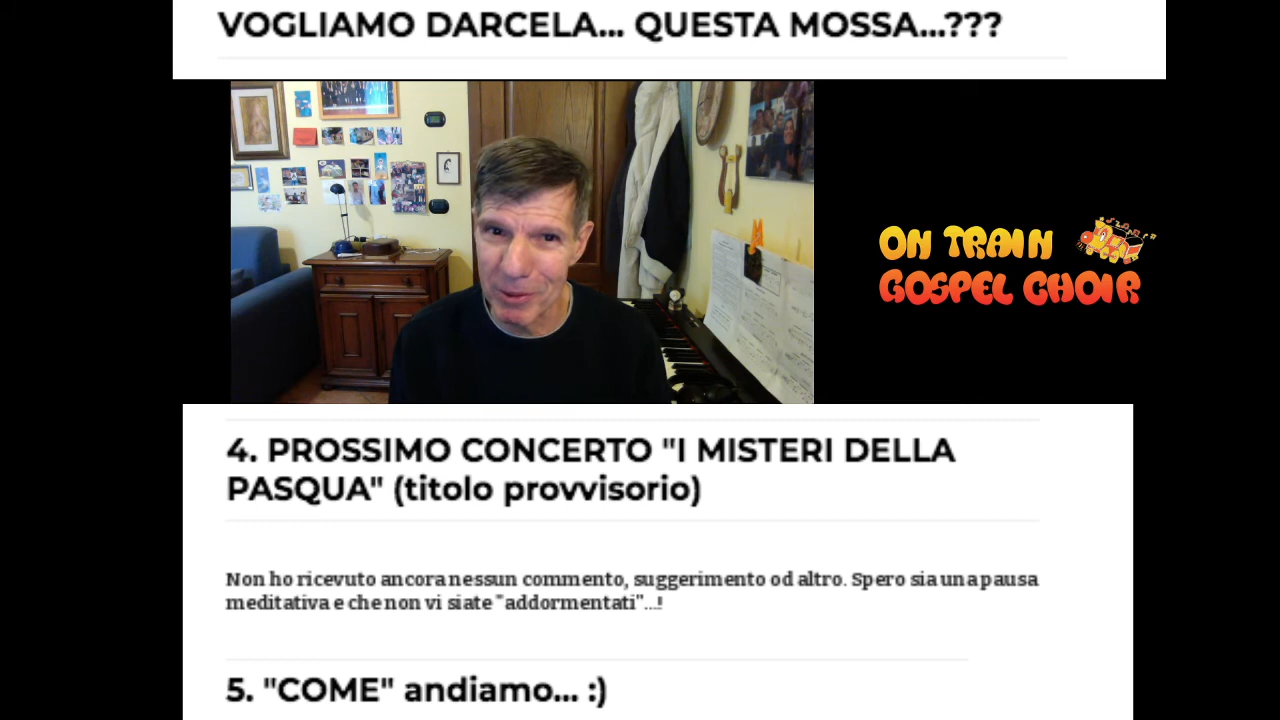 VOGLIAMO DARCELA... QUESTA MOSSA...???
ON TRAIN
GOSPEL CHOIR
4. PROSSIMO CONCERTO "I MISTERI DELLA
PASQUA" (titolo provvisorio)
Non ho ricevuto ancora nessun commento, suggerimento od altro. Spero sia una pausa
meditativa e che non vi siate "addormentati"...!
5. "COME" andiamo... :)